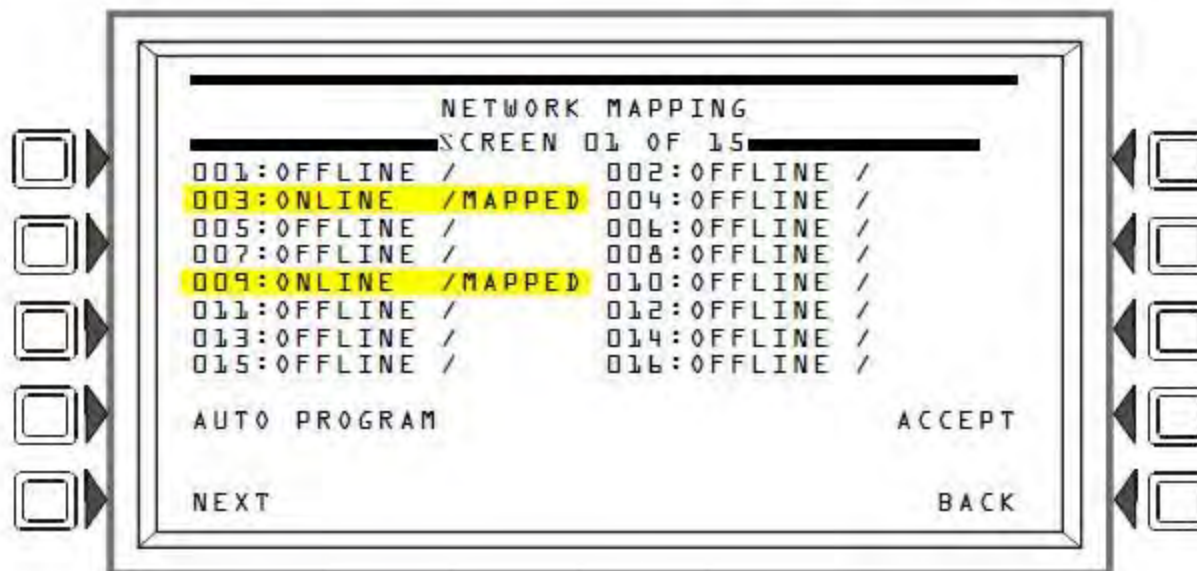 NETWORK MAPPING
SCREEN 01 OF 15
001:OFFLINE / 002:OFFLINE /
003:ONLINE /MAPPED 004:OFFLINE /
005:OFFLINE / 006:OFFLINE /
007:OFFLINE / 008:OFFLINE /
009:ONLINE /MAPPED 010:OFFLINE /
011:OFFLINE / 012:OFFLINE /
013:OFFLINE / 014:OFFLINE /
015:OFFLINE / 016:OFFLINE /
AUTO PROGRAM ACCEPT
NEXT BACK